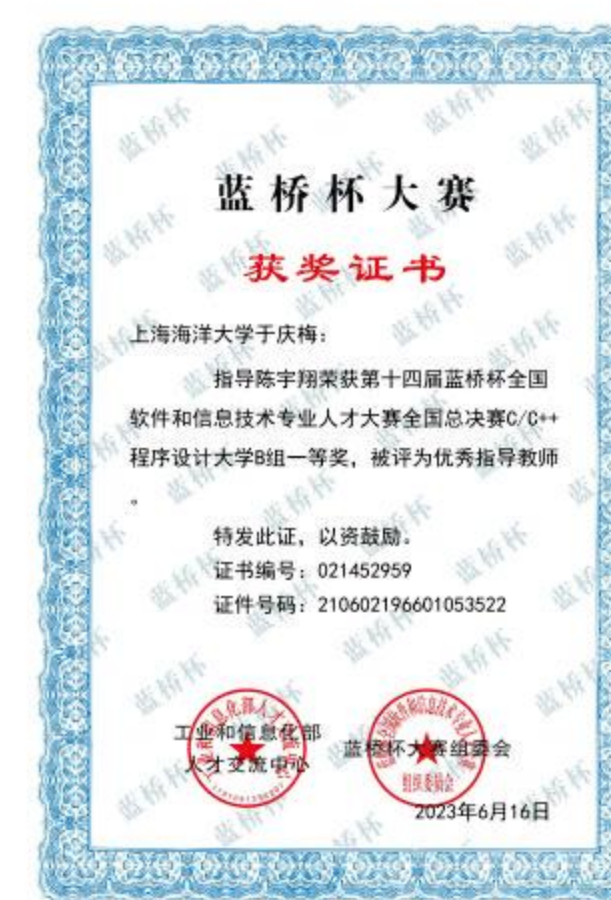 蓝桥杯大赛
获奖证书
上海海洋大学于庆梅：
指导陈宇翔荣获第十四届蓝桥杯全国
软件和信息技术专业人才大赛全国总决赛C/C++
程序设计大学B组一等奖，被评为优秀指导教师
。
特发此证，以资鼓励。
证书编号：021452959
证件号码：210602196601053522
工业和信息化部
人才交流中心
蓝桥杯大赛组委会
组织委员会
2023年6月16日